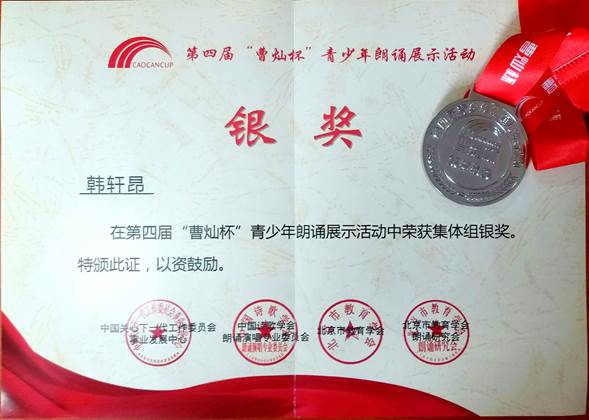 CAOCANCUP
第四届“曹灿杯”青少年朗诵展示活动
银奖
韩轩昂
在第四届“曹灿杯”青少年朗诵展示活动中荣获集体组银奖。
特颁此证，以资鼓励。
中国关心下一代工作委员会
事业发展中心
中国诗歌学会
朗诵演唱专业委员会
北京市教育学会
北京市教育学会
朗诵研究会